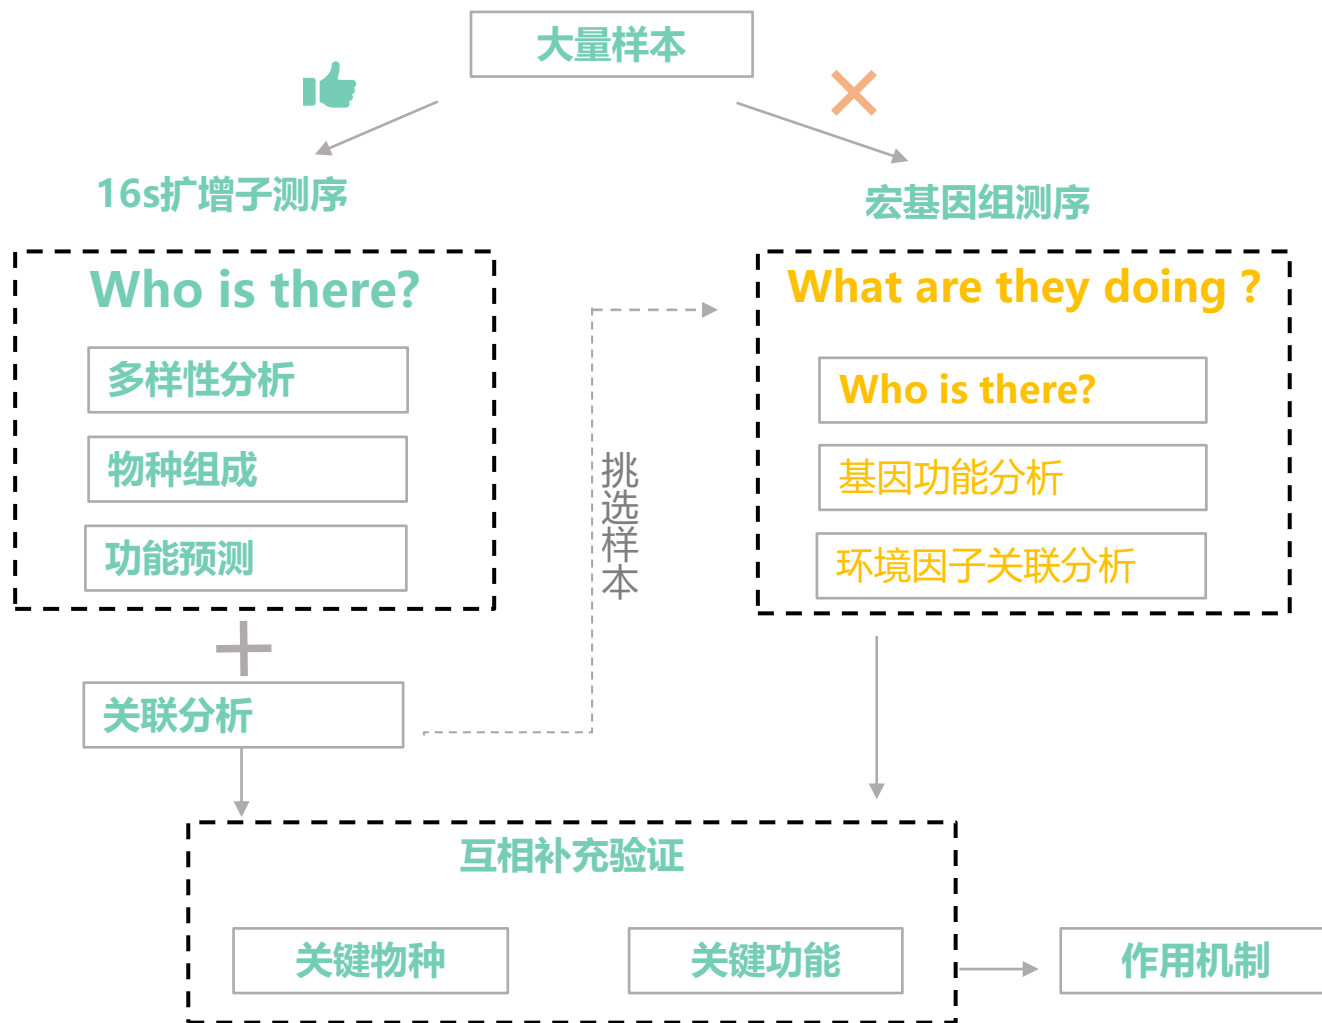 大量样本
16s扩增子测序
宏基因组测序
Who is there?
多样性分析
物种组成
功能预测
关联分析
挑选样本
What are they doing ?
Who is there?
基因功能分析
环境因子关联分析
互相补充验证
关键物种
关键功能
作用机制